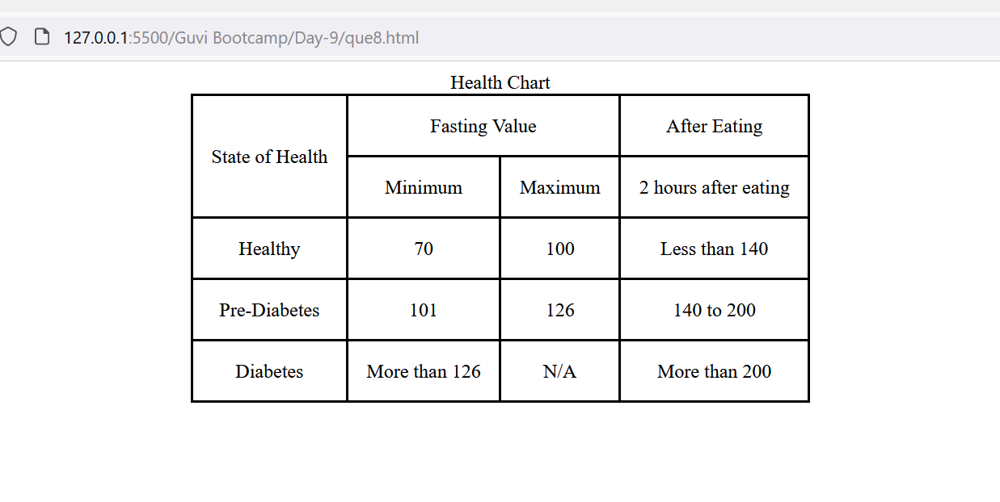 127.0.0.1:5500/Guvi Bootcamp/Day-9/que8.html
Health Chart
State of Health
Fasting Value
After Eating
Minimum
Maximum
2 hours after eating
Healthy
70
100
Less than 140
Pre-Diabetes
101
126
140 to 200
Diabetes
More than 126
N/A
More than 200